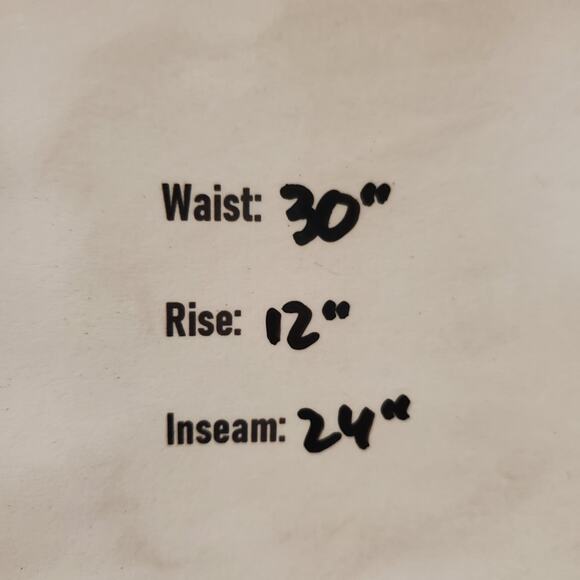 Waist: 30"
Rise: 12"
Inseam: 24"